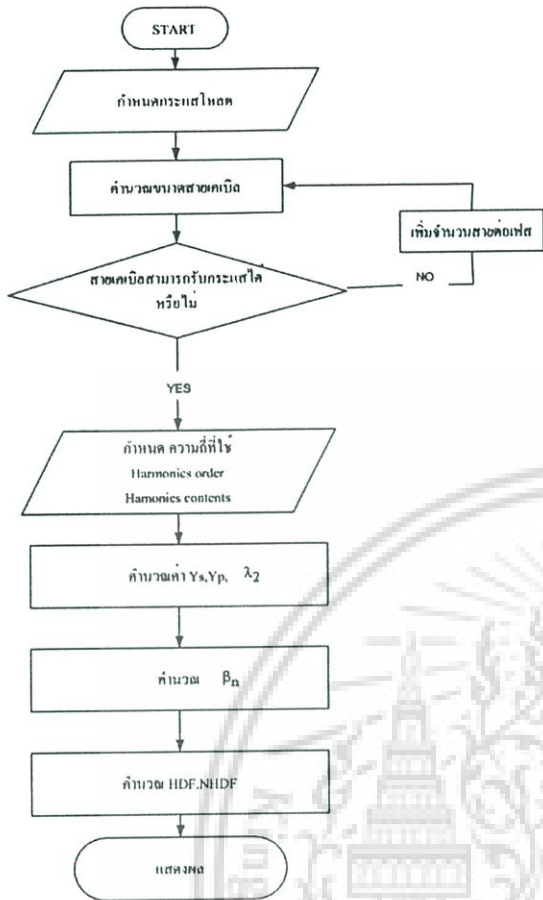 START
กำหนดกระแสโหลด
คำนวณขนาดสายเคเบิล
เพิ่มจำนวนสายต่อเฟส
สายเคเบิลสามารถรับกระแสได้
หรือไม่
NO
YES
กำหนด ความถี่ที่ใช้
Harmonics order
Hamonics contents
คำนวณค่า Ys,Yp, λ2
คำนวณ βn
คำนวณ HDF,NHDF
แสดงผล